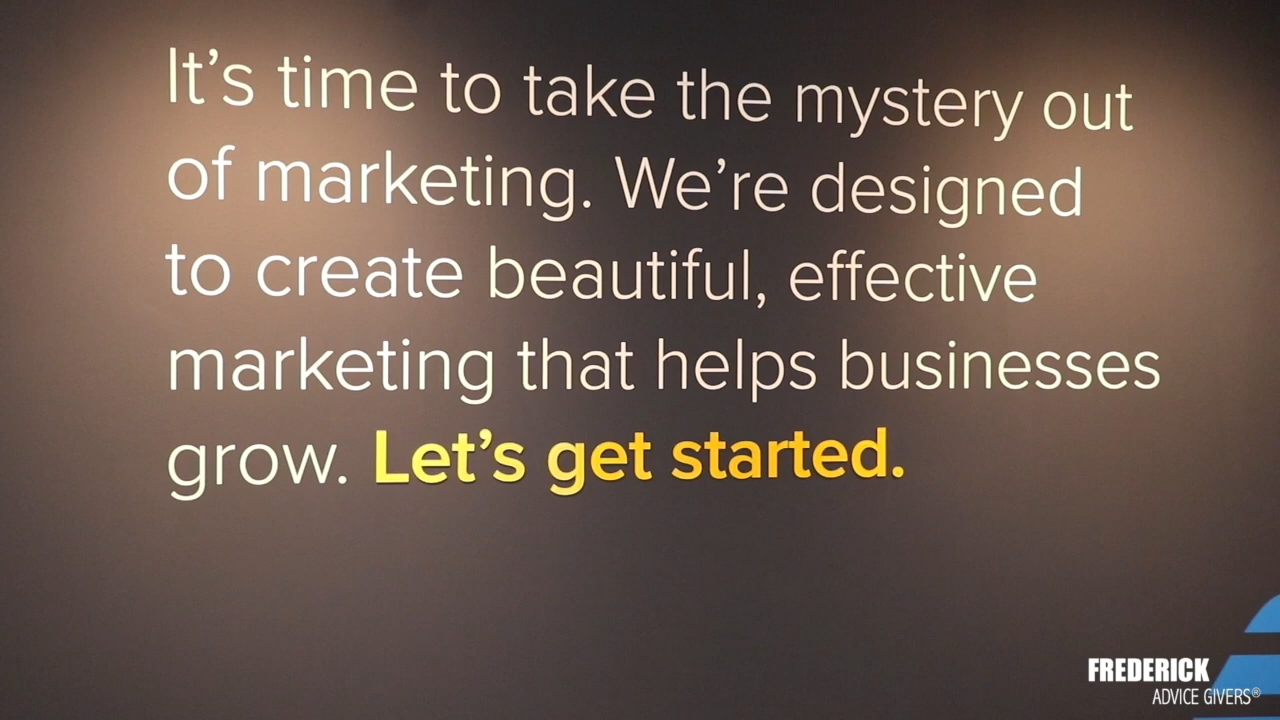 It’s time to take the mystery out
of marketing. We’re designed
to create beautiful, effective
marketing that helps businesses
grow. Let’s get started.
FREDERICK
ADVICE GIVERS®